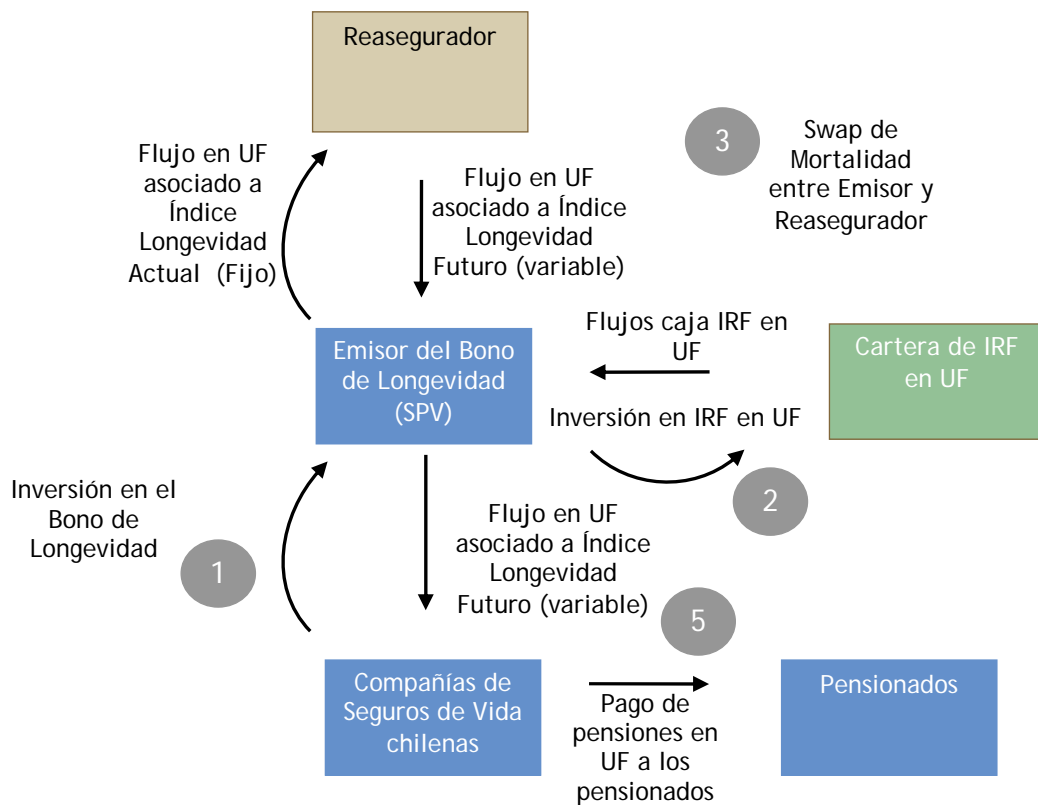 Reasegurador
3
Swap de
Mortalidad
entre Emisor y
Reasegurador
Flujo en UF
asociado a
Índice
Longevidad
Actual (Fijo)
Flujo en UF
asociado a Índice
Longevidad
Futuro (variable)
Emisor del Bono
de Longevidad
(SPV)
Flujos caja IRF en
UF
Cartera de IRF
en UF
Inversión en IRF en UF
2
Inversión en el
Bono de
Longevidad
1
Flujo en UF
asociado a Índice
Longevidad
Futuro (variable)
5
Compañías de
Seguros de Vida
chilenas
Pago de
pensiones en
UF a los
pensionados
Pensionados